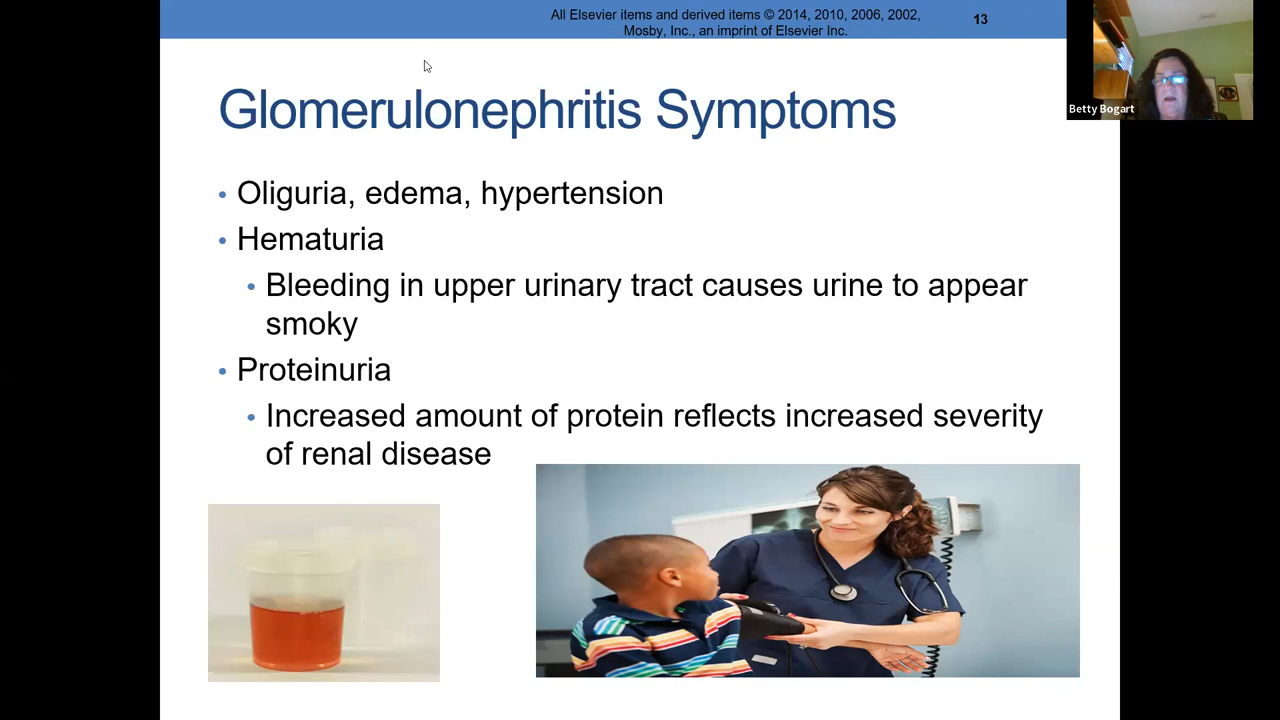 All Elsevier items and derived items © 2014, 2010, 2006, 2002,
Mosby, Inc., an imprint of Elsevier Inc.
13
Betty Bogart
Glomerulonephritis Symptoms
• Oliguria, edema, hypertension
• Hematuria
• Bleeding in upper urinary tract causes urine to appear
smoky
• Proteinuria
• Increased amount of protein reflects increased severity
of renal disease